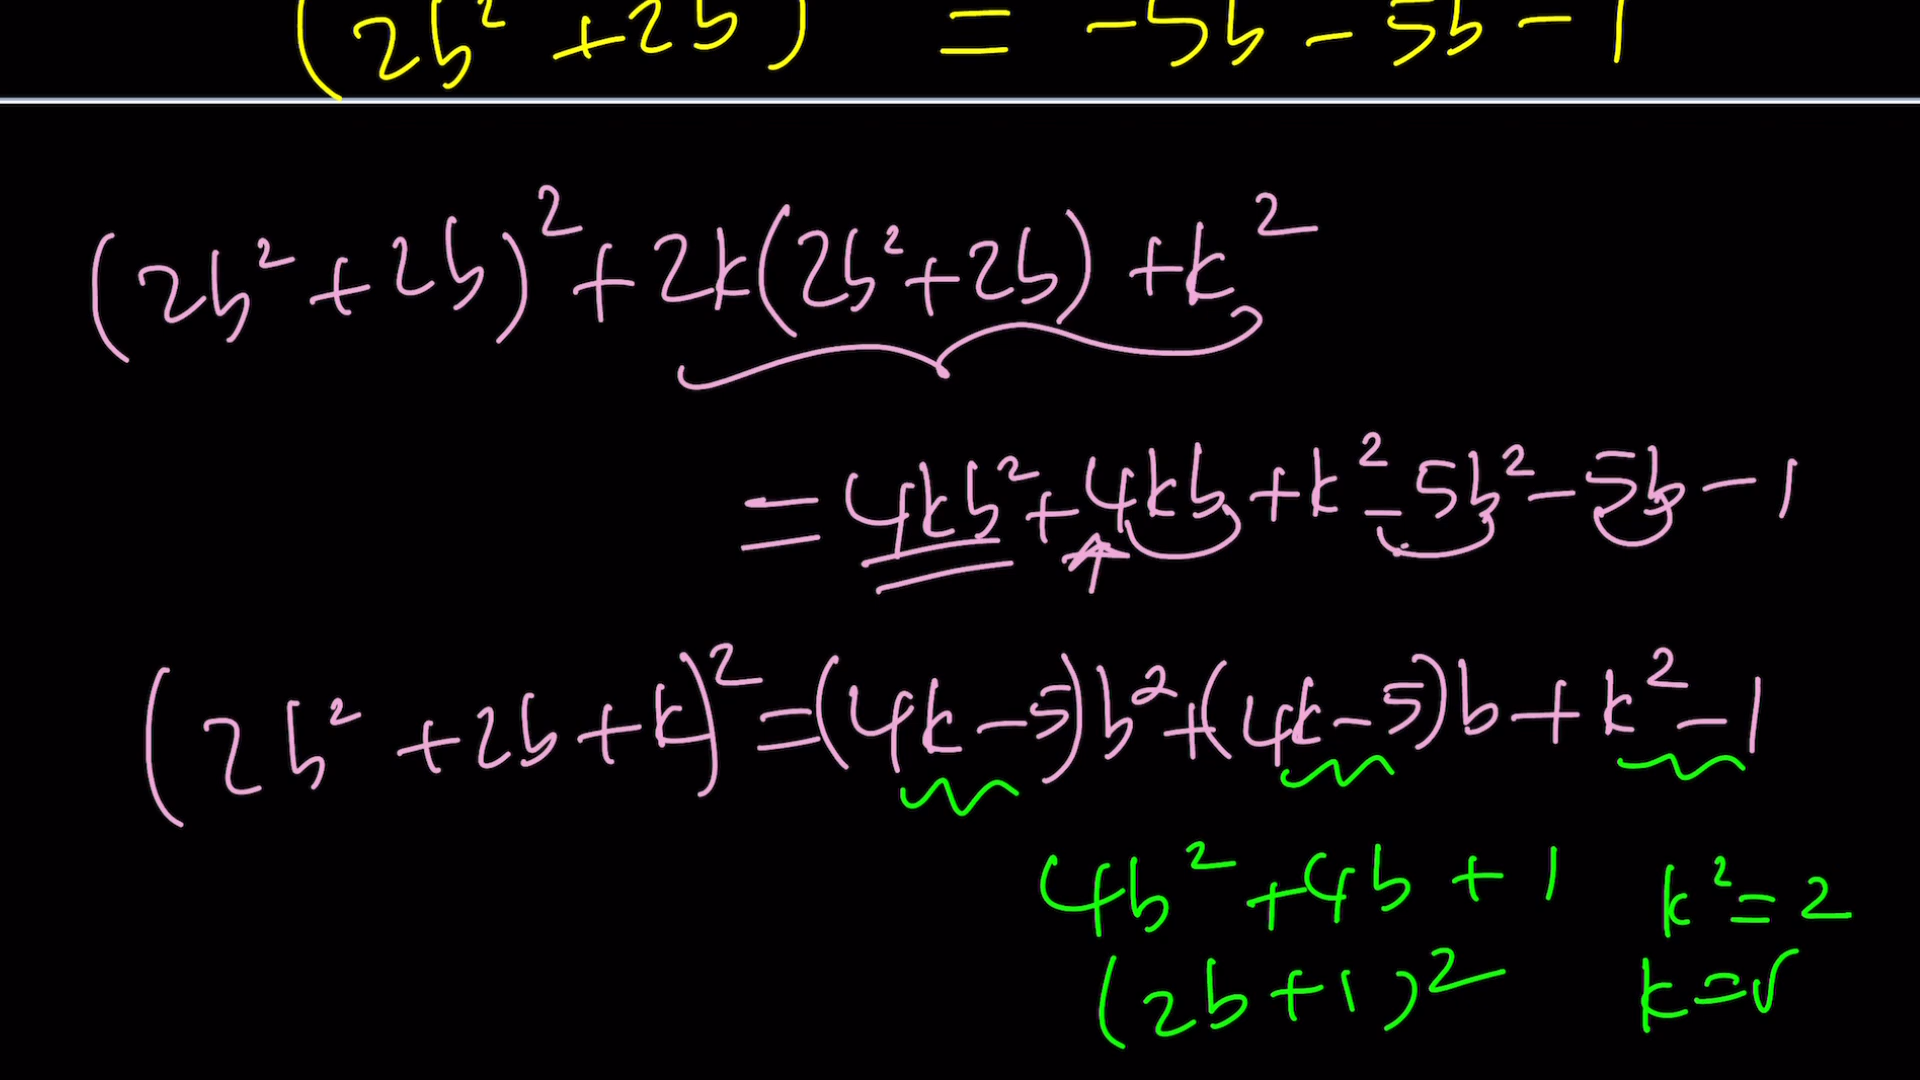 (2b² + 2b) = -5b - 5b - 1
(2b² + 2b)² + 2k(2b² + 2b) + k²
= 4kb² + 4kb + k² - 5b² - 5b - 1
(2b² + 2b + k)² = (4k - 5)b² + (4k - 5)b + k² - 1
4b² + 4b + 1 k² = 2
(2b + 1)² k = √